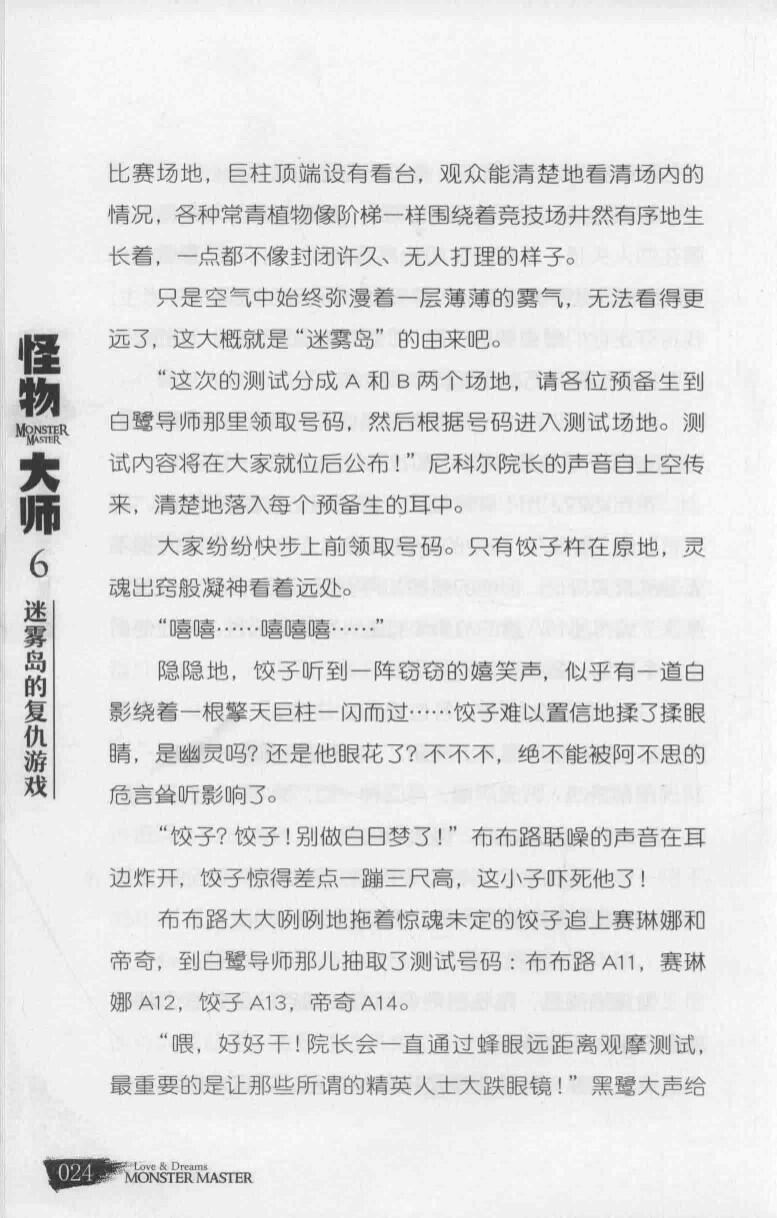 比赛场地，巨柱顶端设有看台，观众能清楚地看清场内的
情况，各种常青植物像阶梯一样围绕着竞技场井然有序地生
长着，一点都不像封闭许久、无人打理的样子。
只是空气中始终弥漫着一层薄薄的雾气，无法看得更
远了，这大概就是“迷雾岛”的由来吧。
“这次的测试分成 A 和 B 两个场地，请各位预备生到
白鹭导师那里领取号码，然后根据号码进入测试场地。测
试内容将在大家就位后公布！”尼科尔院长的声音自上空传
来，清楚地落入每个预备生的耳中。
大家纷纷快步上前领取号码。只有饺子杵在原地，灵
魂出窍般凝神看着远处。
“嘻嘻……嘻嘻嘻……”
隐隐地，饺子听到一阵窃窃的嬉笑声，似乎有一道白
影绕着一根擎天巨柱一闪而过……饺子难以置信地揉了揉眼
睛，是幽灵吗？还是他眼花了？不不不，绝不能被阿不思的
危言耸听影响了。
“饺子？饺子！别做白日梦了！”布布路聒噪的声音在耳
边炸开，饺子惊得差点一蹦三尺高，这小子吓死他了！
布布路大大咧咧地拖着惊魂未定的饺子追上赛琳娜和
帝奇，到白鹭导师那儿抽取了测试号码：布布路 A11，赛琳
娜 A12，饺子 A13，帝奇 A14。
“喂，好好干！院长会一直通过蜂眼远距离观摩测试，
最重要的是让那些所谓的精英人士大跌眼镜！”黑鹭大声给
怪物
MONSTER
MASTER
大师
6
迷雾岛的复仇游戏
024
Love & Dreams
MONSTER MASTER